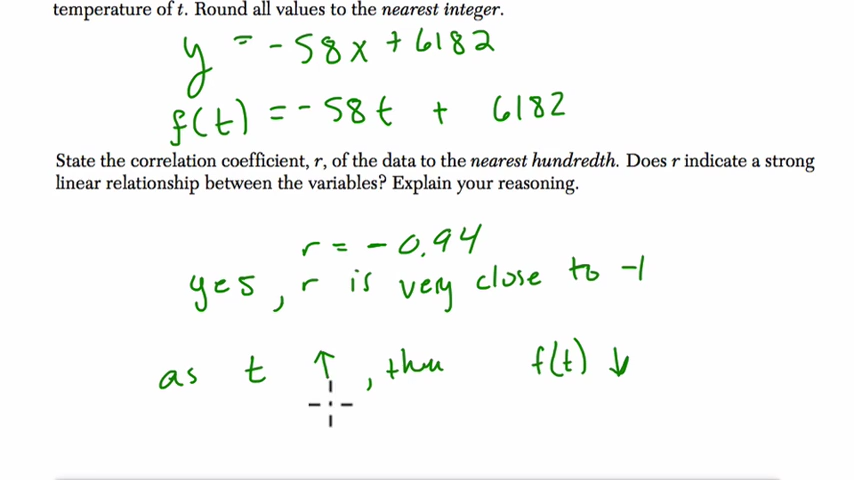 temperature of t. Round all values to the nearest integer.
y = -58x + 6182
f(t) = -58t + 6182
State the correlation coefficient, r, of the data to the nearest hundredth. Does r indicate a strong
linear relationship between the variables? Explain your reasoning.
r = -0.94
yes, r is very close to -1
as t ↑, then f(t) ↓